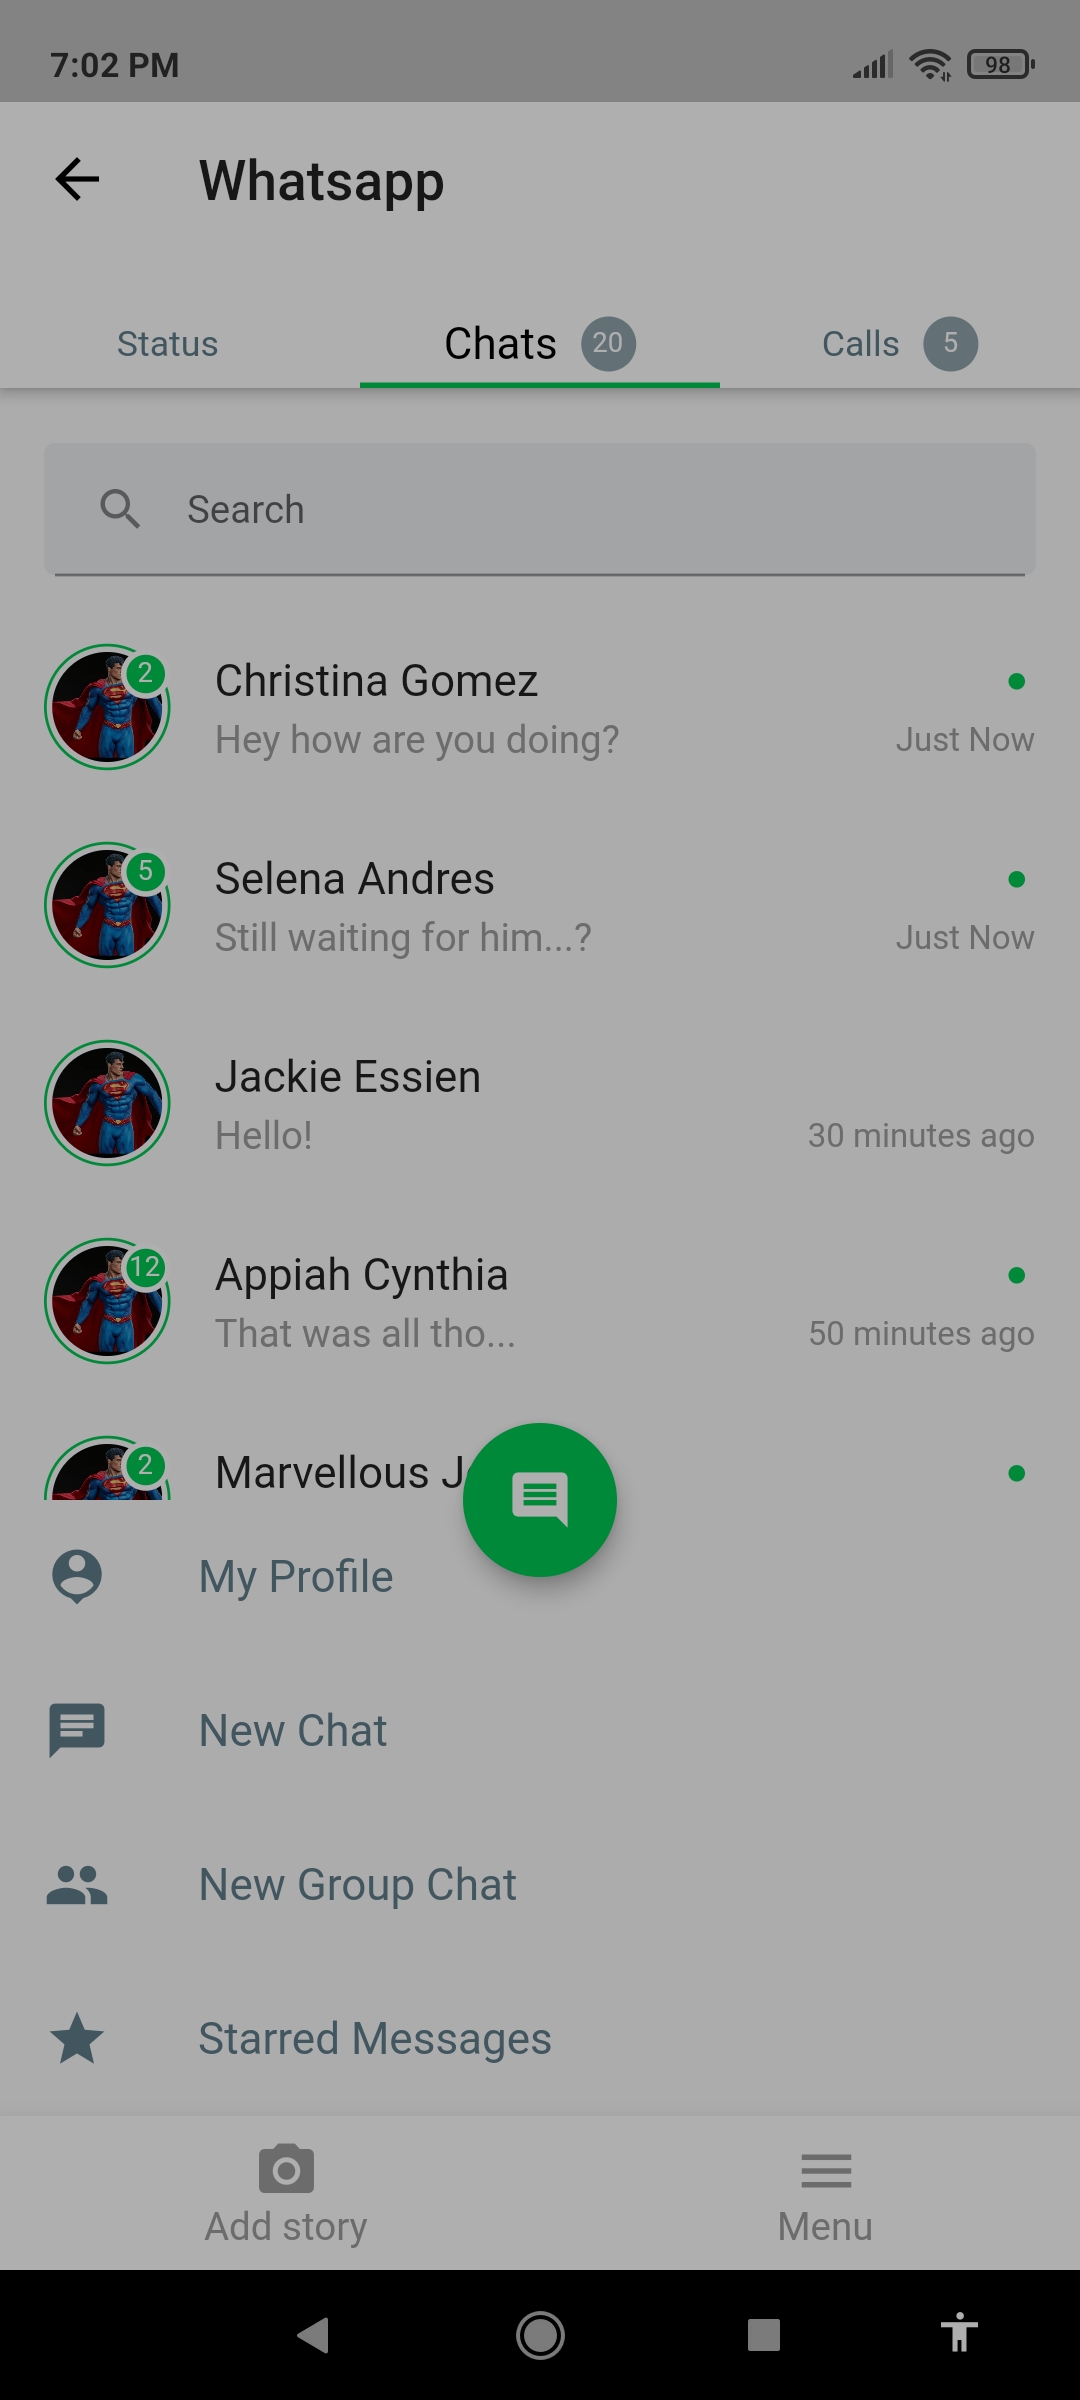 7:02 PM
98
Whatsapp
Status
Chats 20
Calls 5
Search
2
Christina Gomez
Hey how are you doing?
Just Now
5
Selena Andres
Still waiting for him...?
Just Now
Jackie Essien
Hello!
30 minutes ago
12
Appiah Cynthia
That was all tho...
50 minutes ago
2
Marvellous
My Profile
New Chat
New Group Chat
Starred Messages
Add story
Menu